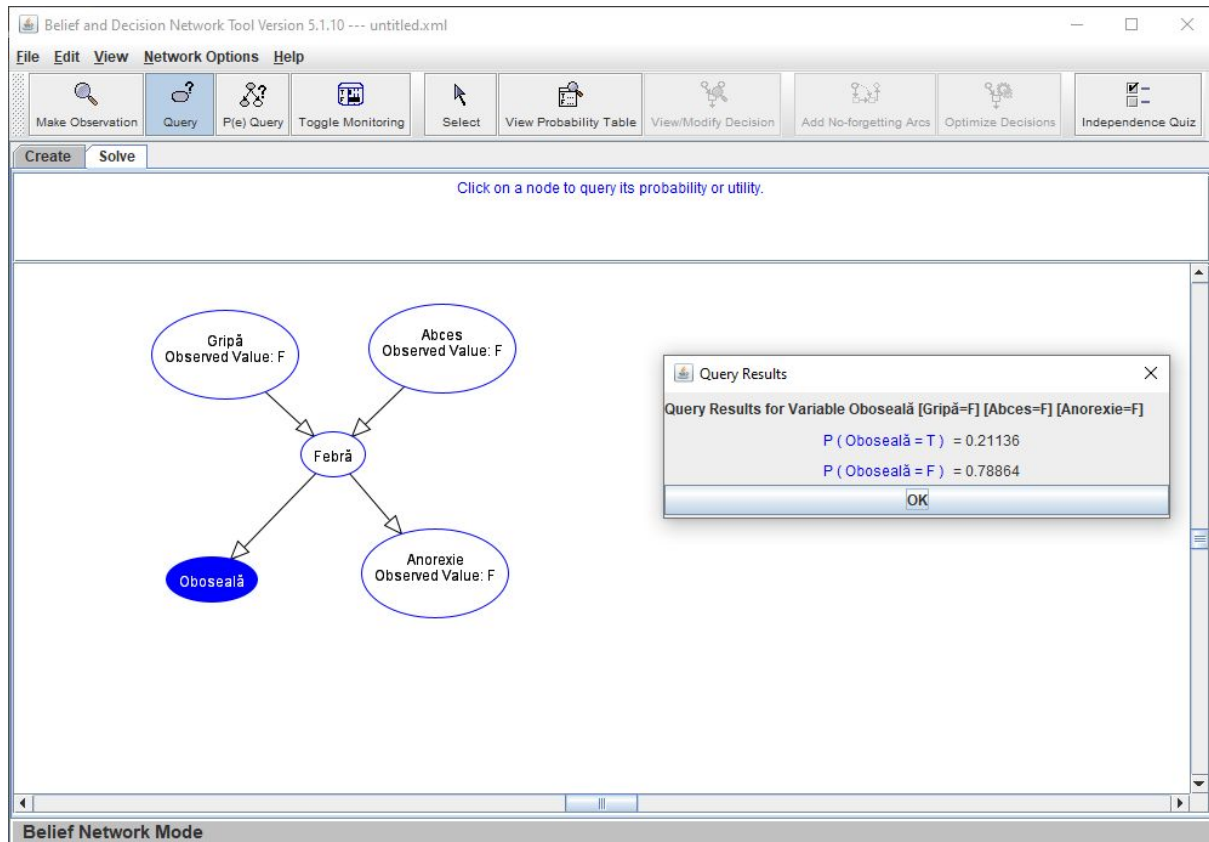 Belief and Decision Network Tool Version 5.1.10 --- untitled.xml
File Edit View Network Options Help
Make Observation Query P(e) Query Toggle Monitoring Select View Probability Table View/Modify Decision Add No-forgetting Arcs Optimize Decisions Independence Quiz
Create Solve
Click on a node to query its probability or utility.
Gripă
Observed Value: F
Abces
Observed Value: F
Febră
Oboseală
Anorexie
Observed Value: F
Query Results
Query Results for Variable Oboseală [Gripă=F] [Abces=F] [Anorexie=F]
P ( Oboseală = T ) = 0.21136
P ( Oboseală = F ) = 0.78864
OK
Belief Network Mode